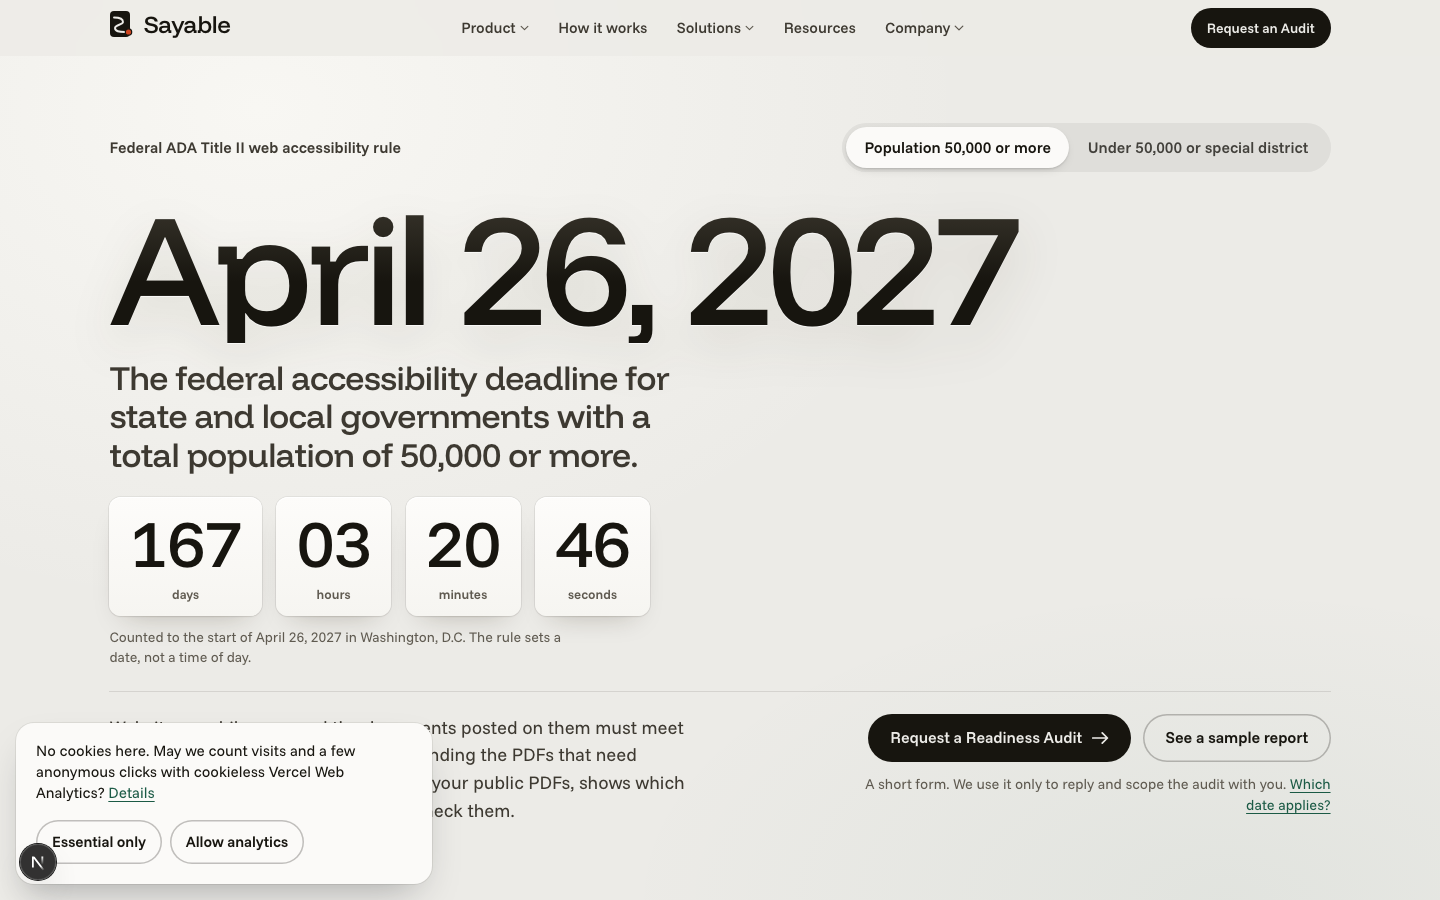 Sayable
Product
How it works
Solutions
Resources
Company
Request an Audit
Federal ADA Title II web accessibility rule
Population 50,000 or more
Under 50,000 or special district
April 26, 2027
The federal accessibility deadline for
state and local governments with a
total population of 50,000 or more.
167
03
20
46
days
hours
minutes
seconds
Counted to the start of April 26, 2027 in Washington, D.C. The rule sets a
date, not a time of day.
posted on them must meet
the PDFs that need
your public PDFs, shows which
them.
Request a Readiness Audit
See a sample report
A short form. We use it only to reply and scope the audit with you. Which
date applies?
No cookies here. May we count visits and a few
anonymous clicks with cookieless Vercel Web
Analytics? Details
Essential only
Allow analytics
N